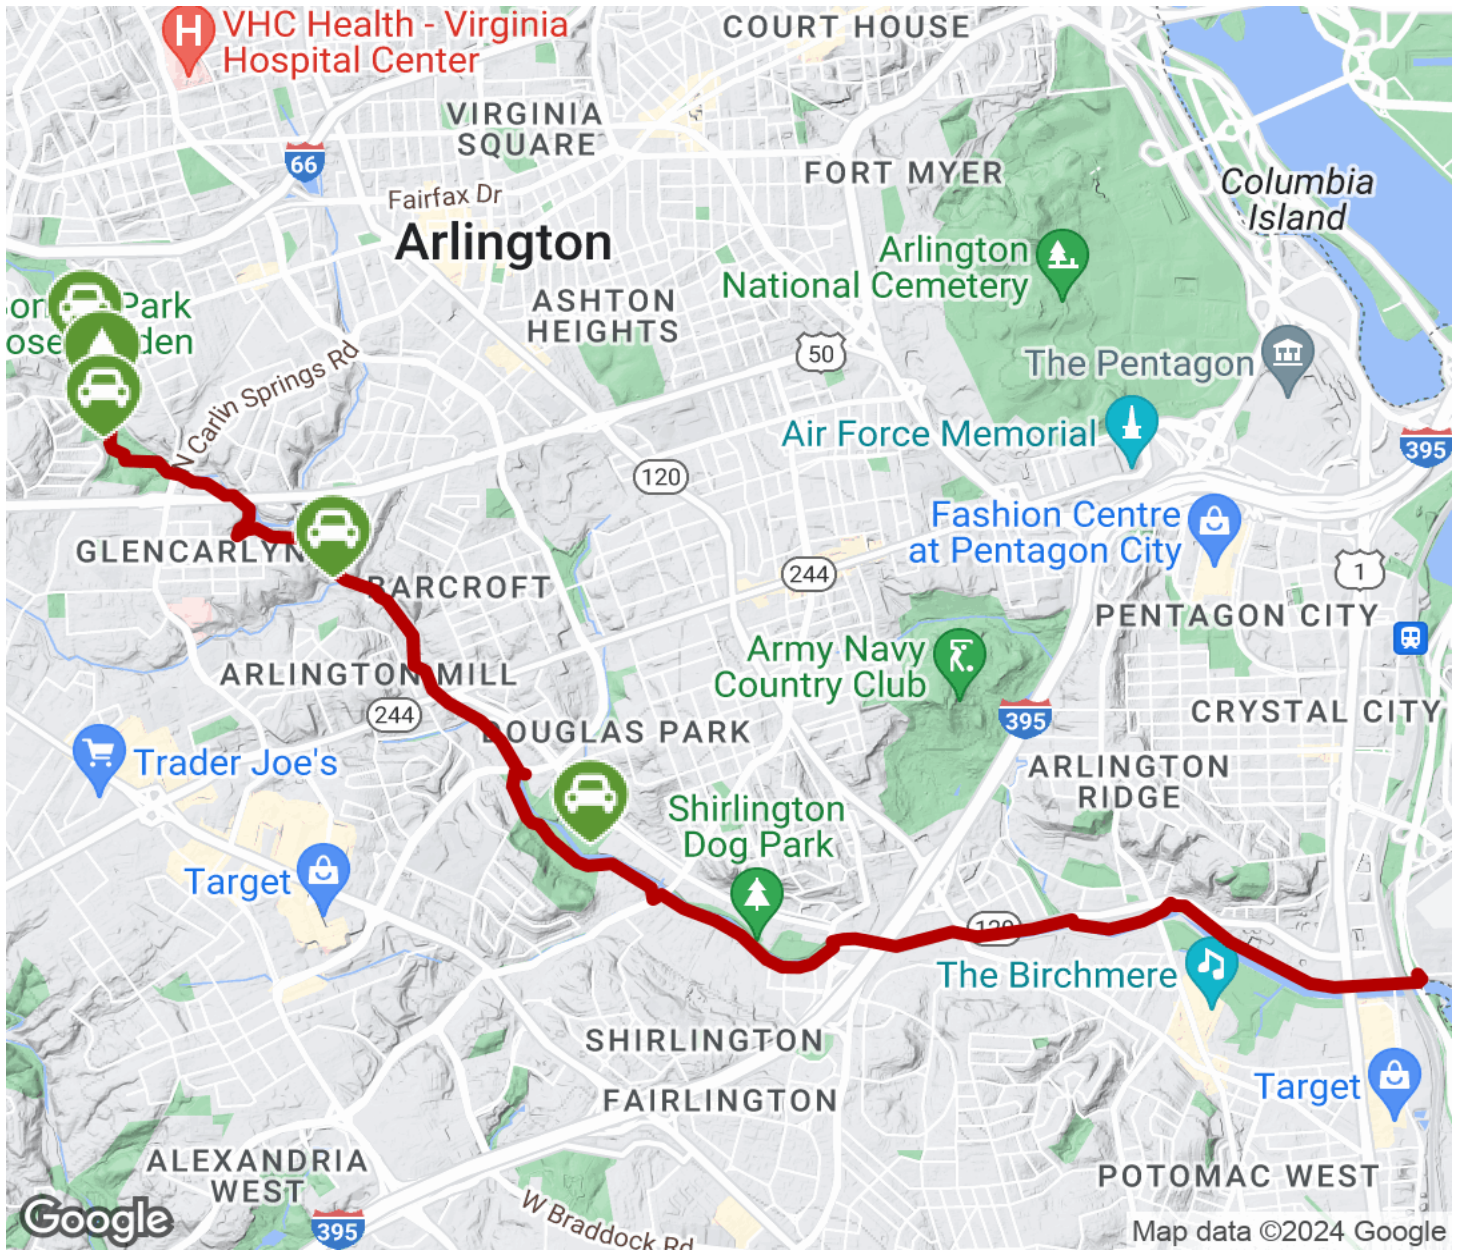 VHC Health - Virginia
Hospital Center
COURT HOUSE
VIRGINIA
SQUARE
66
Fairfax Dr
FORT MYER
Columbia
Island
Arlington
Arlington
National Cemetery
Park
ASHTON
HEIGHTS
50
The Pentagon
N Carlin Springs Rd
Air Force Memorial
395
120
Fashion Centre
at Pentagon City
GLENCARLYN
BARCROFT
244
1
PENTAGON CITY
Army Navy
Country Club
ARLINGTON MILL
244
DOUGLAS PARK
395
CRYSTAL CITY
Trader Joe's
ARLINGTON
RIDGE
Shirlington
Dog Park
Target
120
The Birchmere
SHIRLINGTON
FAIRLINGTON
Target
ALEXANDRIA
WEST
POTOMAC WEST
W Braddock Rd
Google
395
Map data ©2024 Google